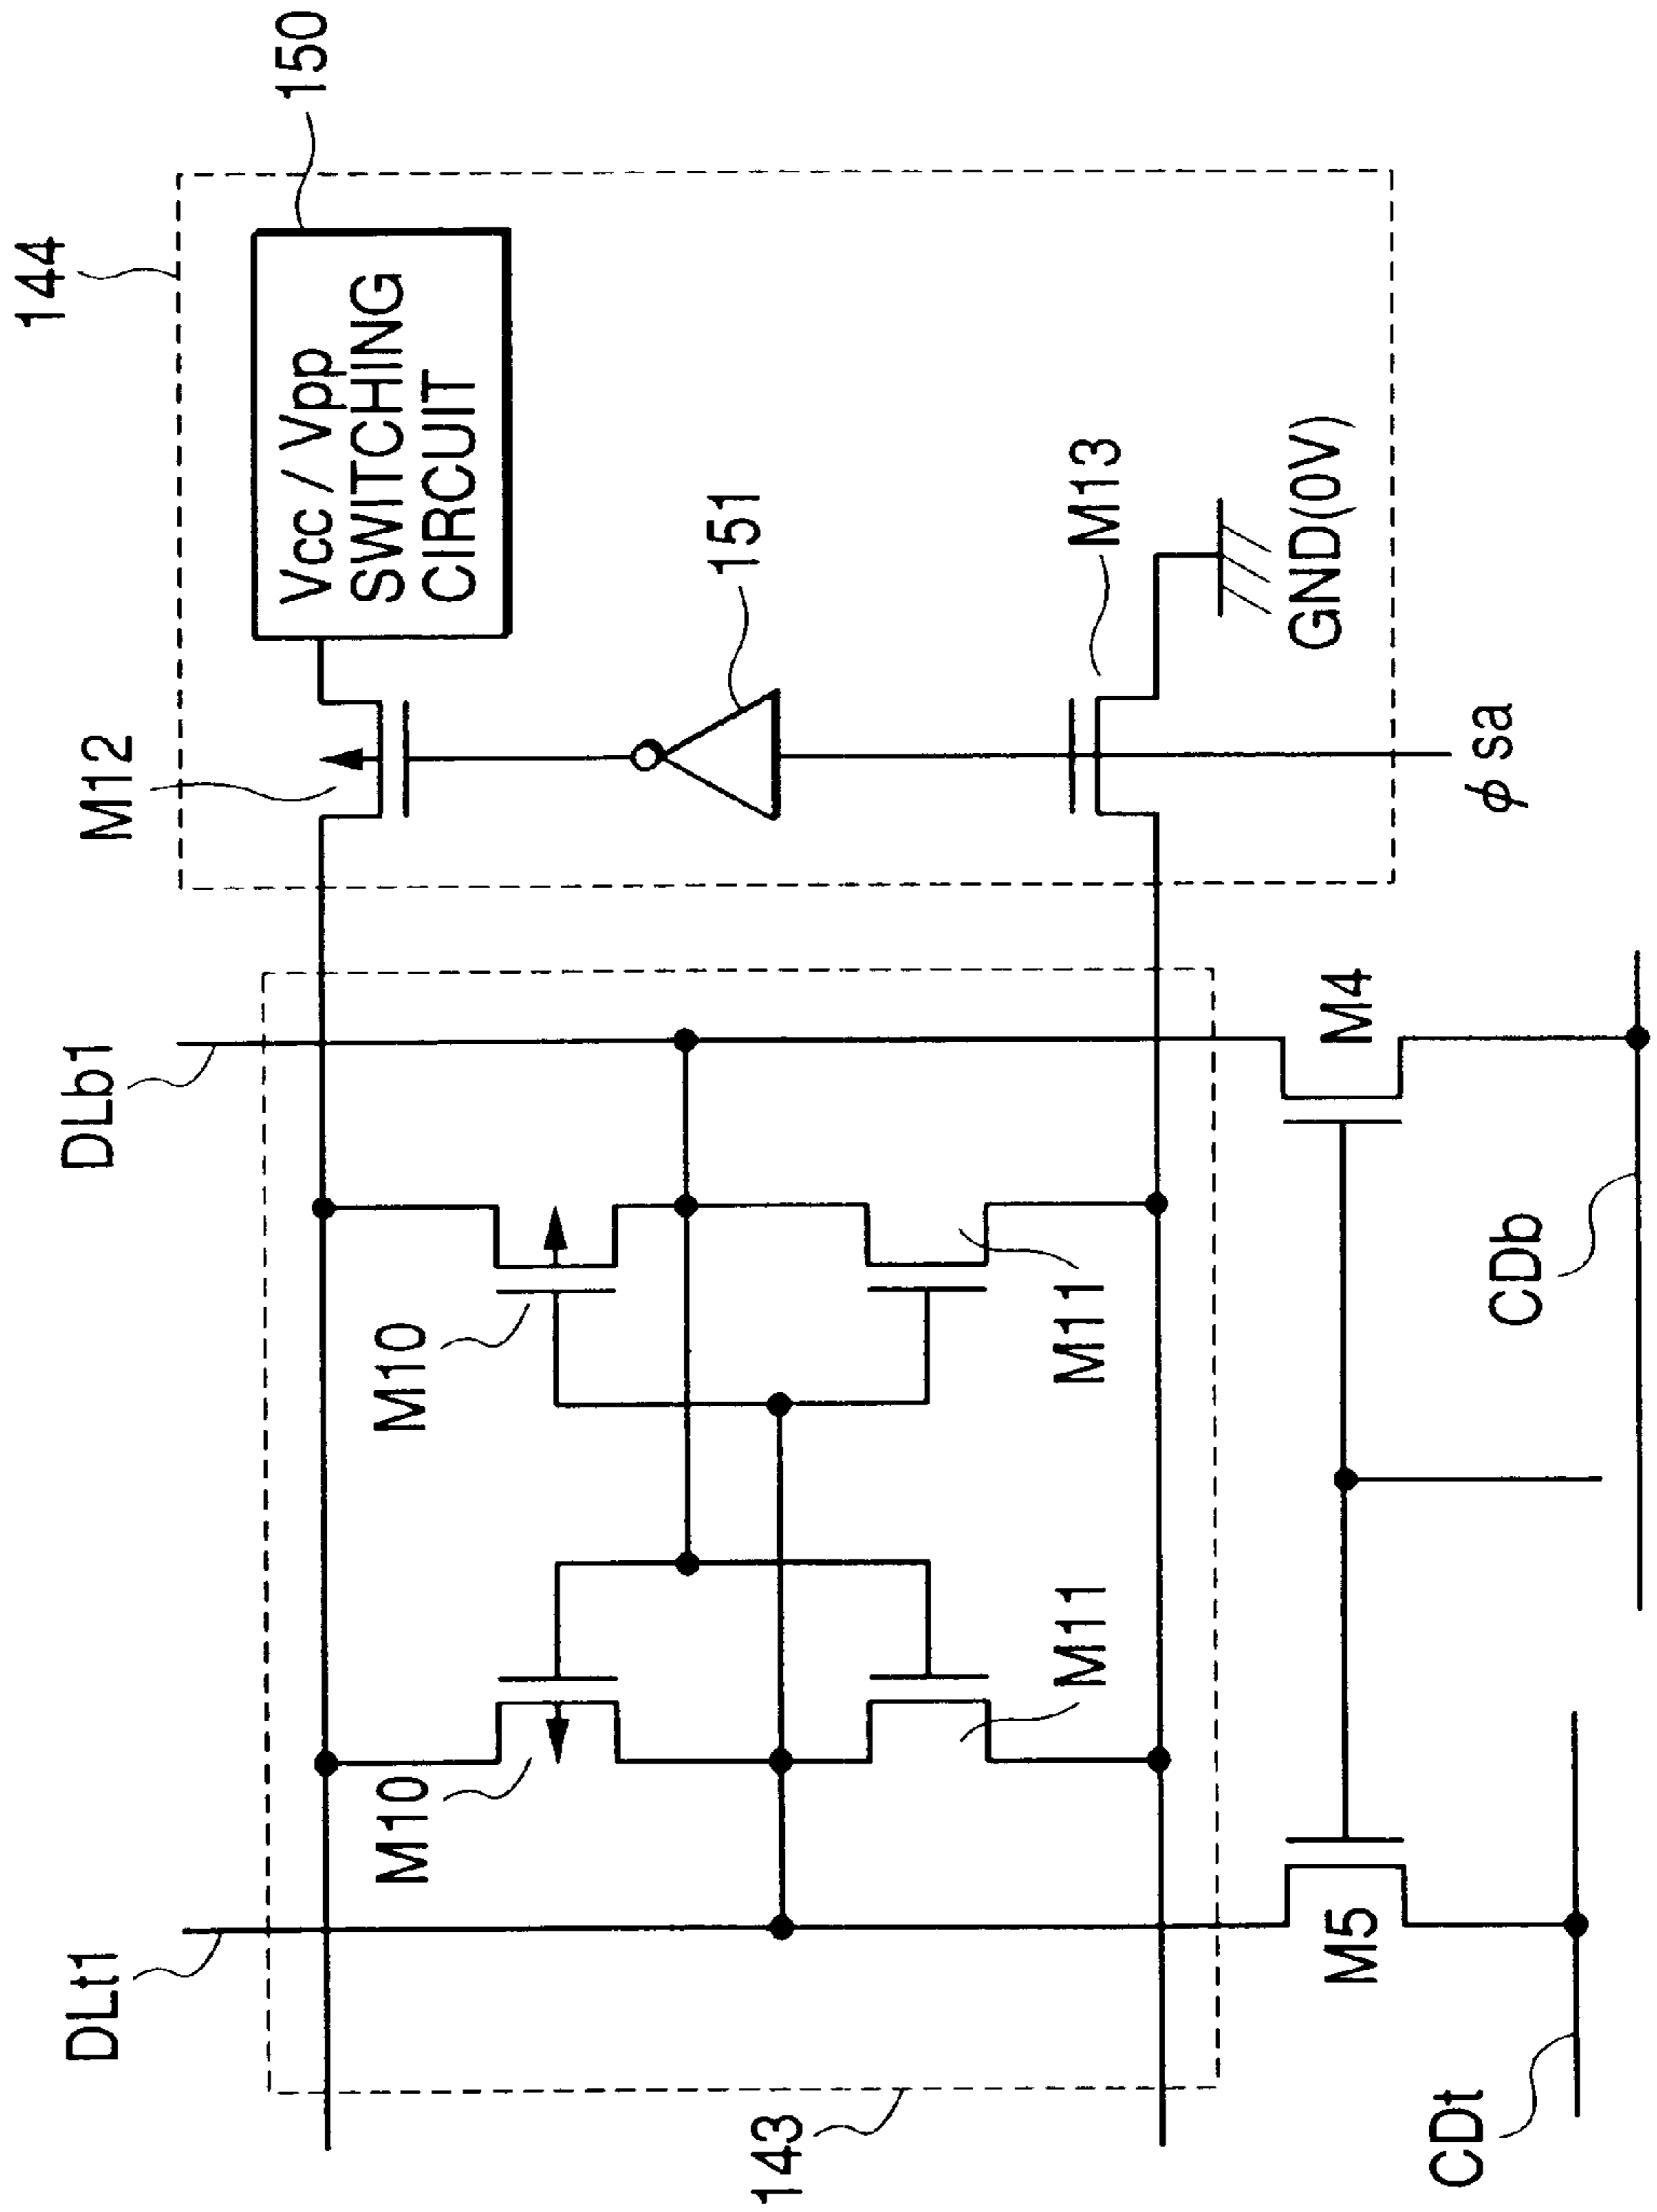 144
150
Vcc / Vpp
SWITCHING
CIRCUIT
M12
151
M13
GND(0V)
φ sa
DLb1
DLt1
M10
M10
M11
M11
M4
M5
CDb
CDt
143